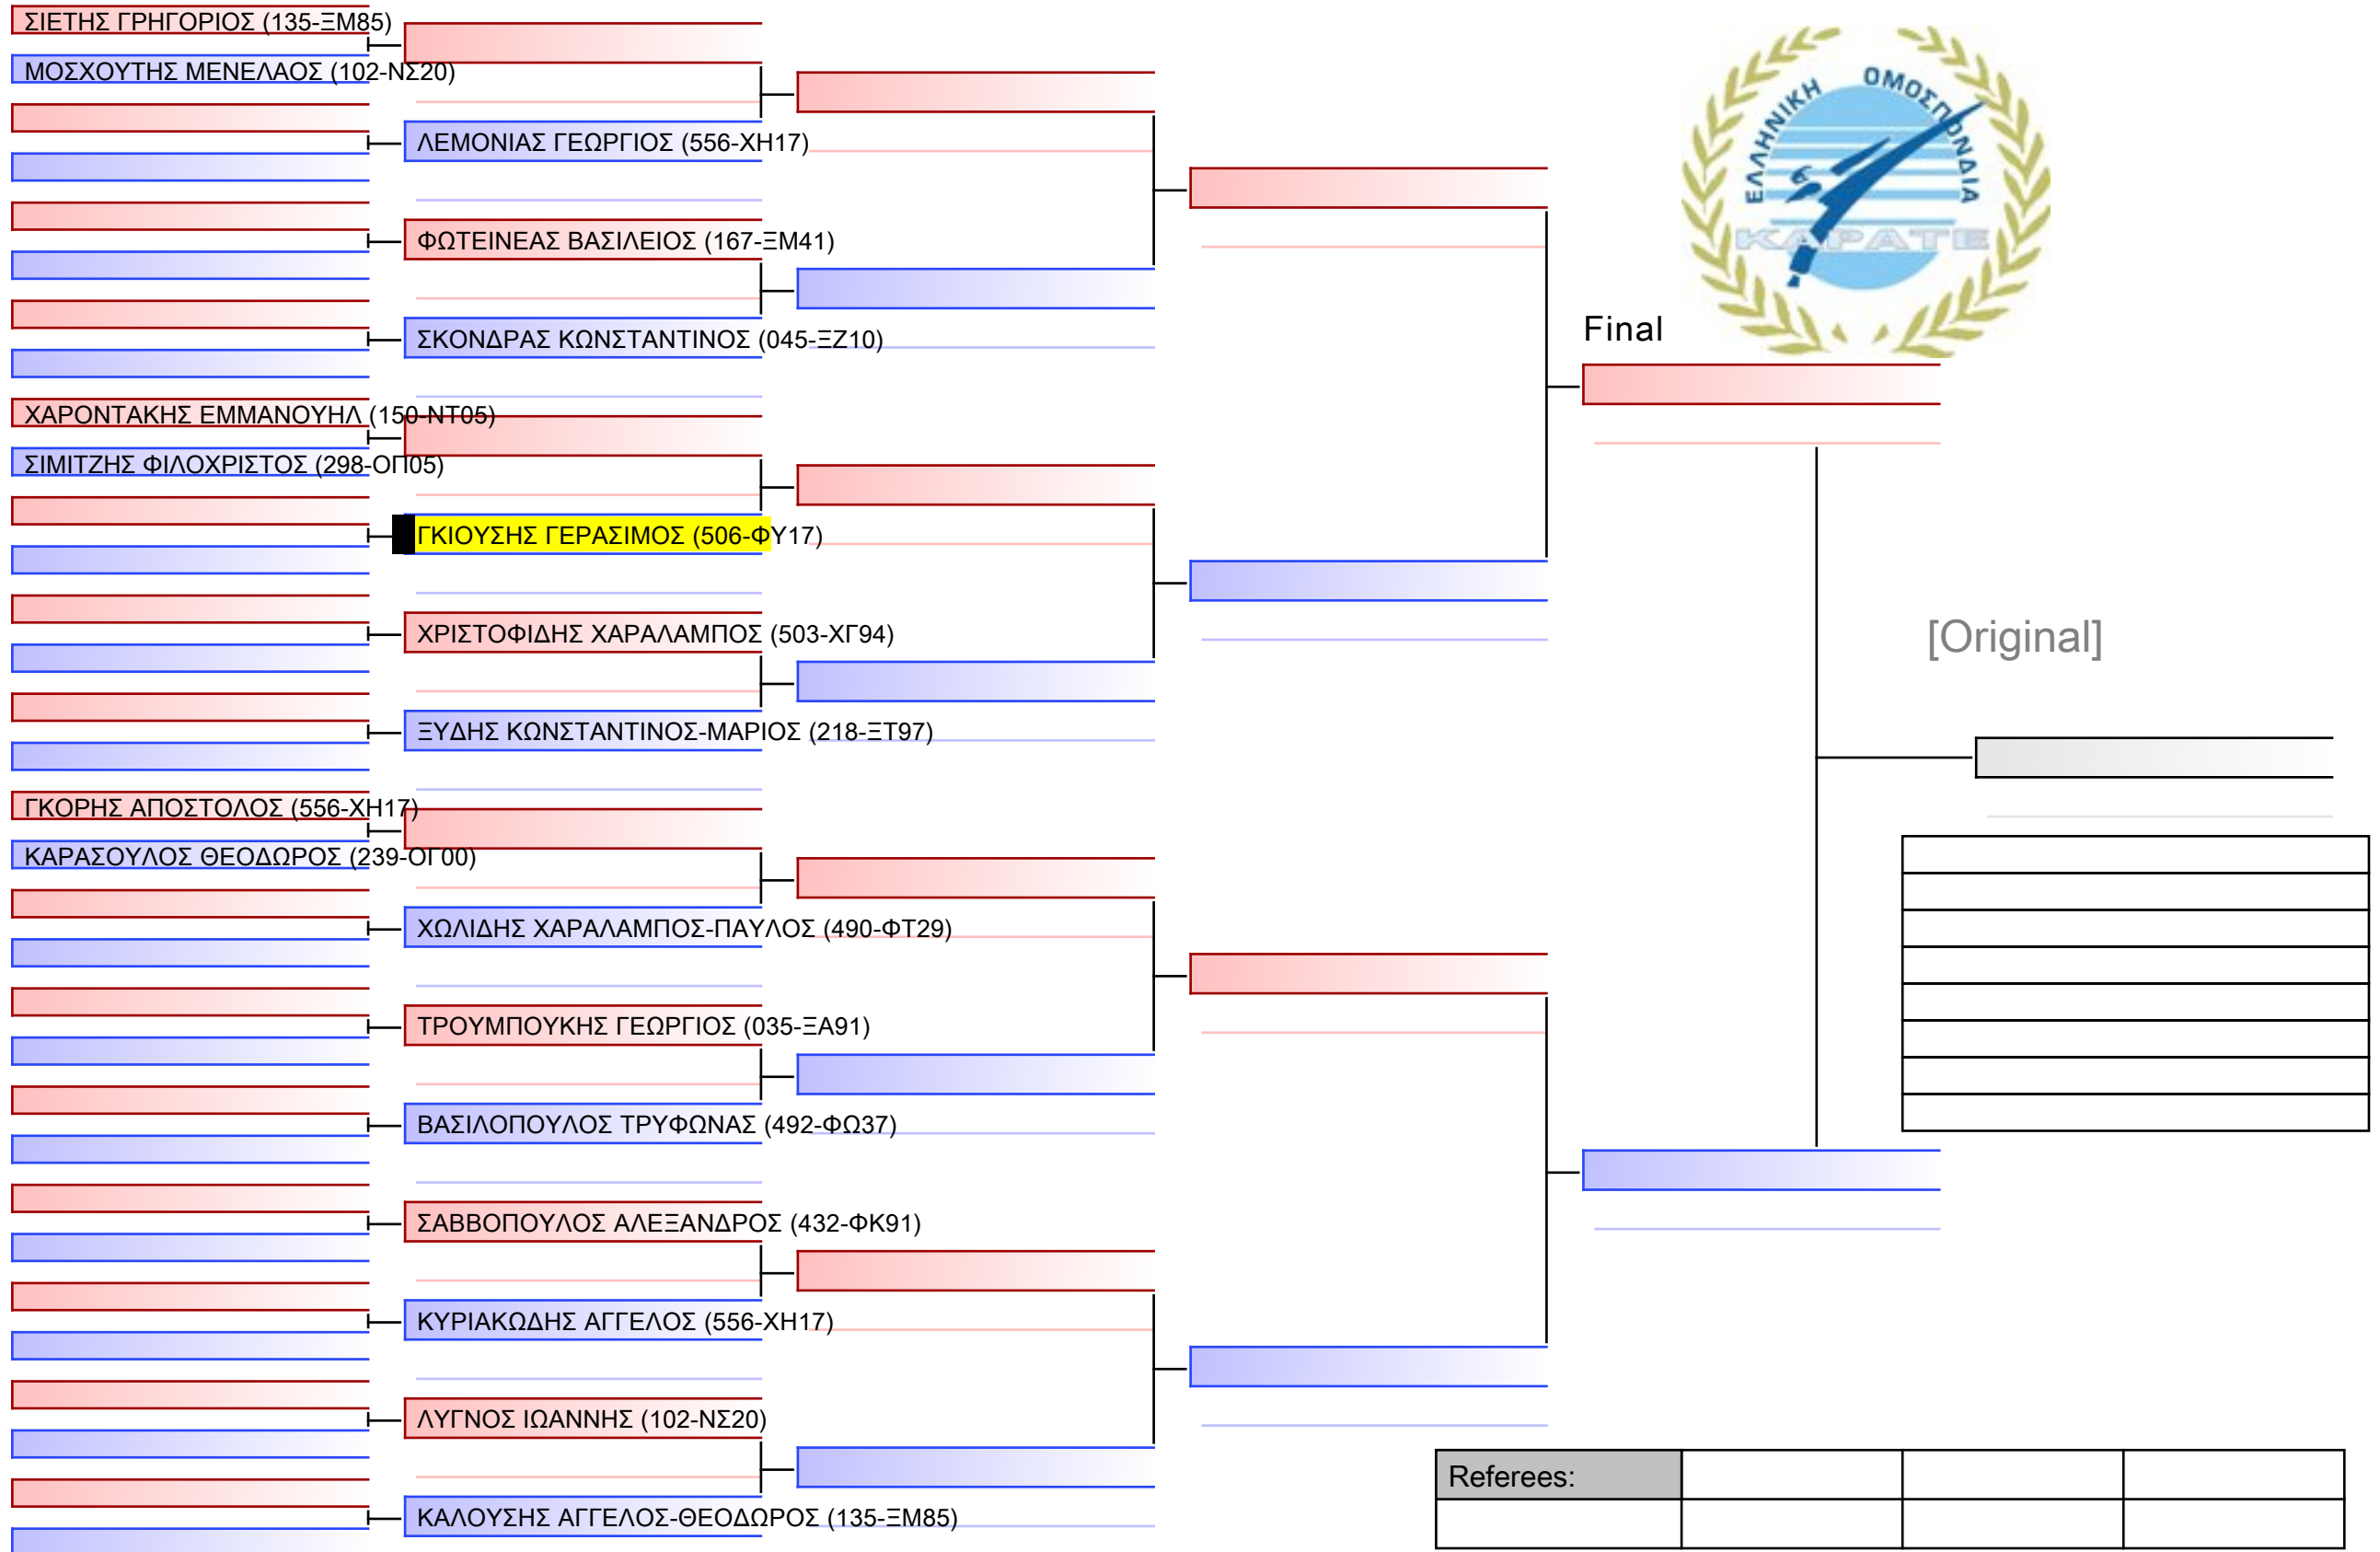 ΣΙΕΤΗΣ ΓΡΗΓΟΡΙΟΣ (135-ΞΜ85)
ΜΟΣΧΟΥΤΗΣ ΜΕΝΕΛΑΟΣ (102-ΝΣ20)
ΛΕΜΟΝΙΑΣ ΓΕΩΡΓΙΟΣ (556-ΧΗ17)
ΦΩΤΕΙΝΕΑΣ ΒΑΣΙΛΕΙΟΣ (167-ΞΜ41)
ΣΚΟΝΔΡΑΣ ΚΩΝΣΤΑΝΤΙΝΟΣ (045-ΞΖ10)
ΧΑΡΟΝΤΑΚΗΣ ΕΜΜΑΝΟΥΗΛ (150-ΝΤ05)
ΣΙΜΙΤΖΗΣ ΦΙΛΟΧΡΙΣΤΟΣ (298-ΟΠ05)
ΓΚΙΟΥΣΗΣ ΓΕΡΑΣΙΜΟΣ (506-ΦΥ17)
ΧΡΙΣΤΟΦΙΔΗΣ ΧΑΡΑΛΑΜΠΟΣ (503-ΧΓ94)
ΞΥΔΗΣ ΚΩΝΣΤΑΝΤΙΝΟΣ-ΜΑΡΙΟΣ (218-ΞΤ97)
ΓΚΟΡΗΣ ΑΠΟΣΤΟΛΟΣ (556-ΧΗ17)
ΚΑΡΑΣΟΥΛΟΣ ΘΕΟΔΩΡΟΣ (239-ΟΓ00)
ΧΩΛΙΔΗΣ ΧΑΡΑΛΑΜΠΟΣ-ΠΑΥΛΟΣ (490-ΦΤ29)
ΤΡΟΥΜΠΟΥΚΗΣ ΓΕΩΡΓΙΟΣ (035-ΞΑ91)
ΒΑΣΙΛΟΠΟΥΛΟΣ ΤΡΥΦΩΝΑΣ (492-ΦΩ37)
ΣΑΒΒΟΠΟΥΛΟΣ ΑΛΕΞΑΝΔΡΟΣ (432-ΦΚ91)
ΚΥΡΙΑΚΩΔΗΣ ΑΓΓΕΛΟΣ (556-ΧΗ17)
ΛΥΓΝΟΣ ΙΩΑΝΝΗΣ (102-ΝΣ20)
ΚΑΛΟΥΣΗΣ ΑΓΓΕΛΟΣ-ΘΕΟΔΩΡΟΣ (135-ΞΜ85)
ΕΛΛΗΝΙΚΗ ΟΜΟΣΠΟΝΔΙΑ
ΚΑΡΑΤΕ
Final
[Original]
Referees: